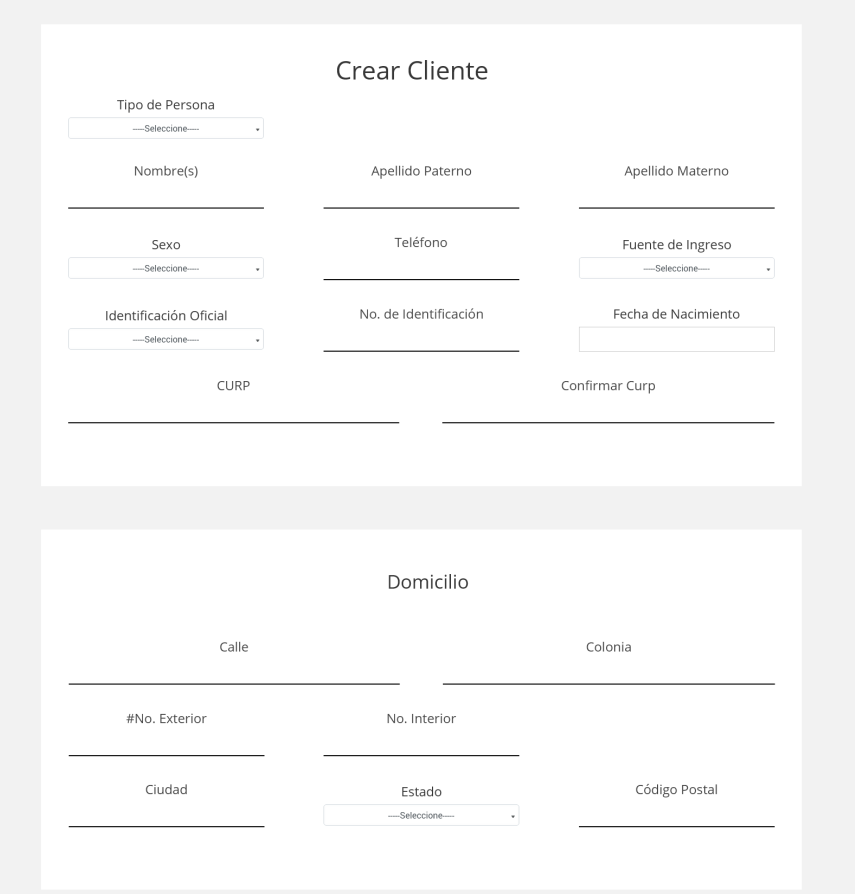 Crear Cliente
Tipo de Persona
-----Seleccione-----
Nombre(s) Apellido Paterno Apellido Materno
Sexo Teléfono Fuente de Ingreso
-----Seleccione----- -----Seleccione-----
Identificación Oficial No. de Identificación Fecha de Nacimiento
-----Seleccione-----
CURP Confirmar Curp
Domicilio
Calle Colonia
#No. Exterior No. Interior
Ciudad Estado Código Postal
-----Seleccione-----